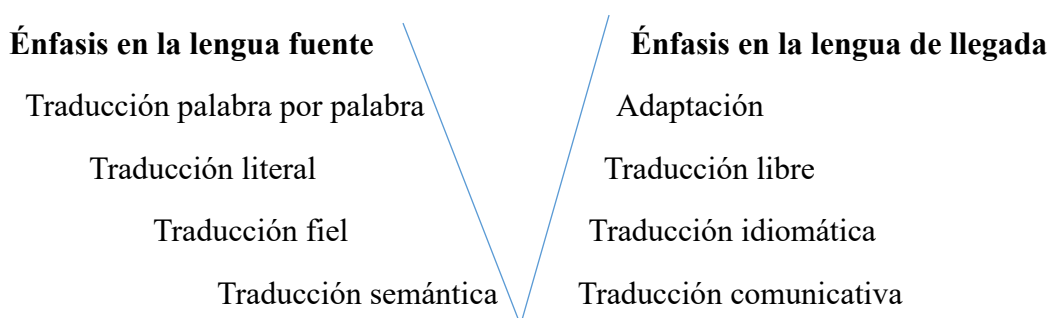 Énfasis en la lengua fuente Énfasis en la lengua de llegada
Traducción palabra por palabra Adaptación
Traducción literal Traducción libre
Traducción fiel Traducción idiomática
Traducción semántica Traducción comunicativa